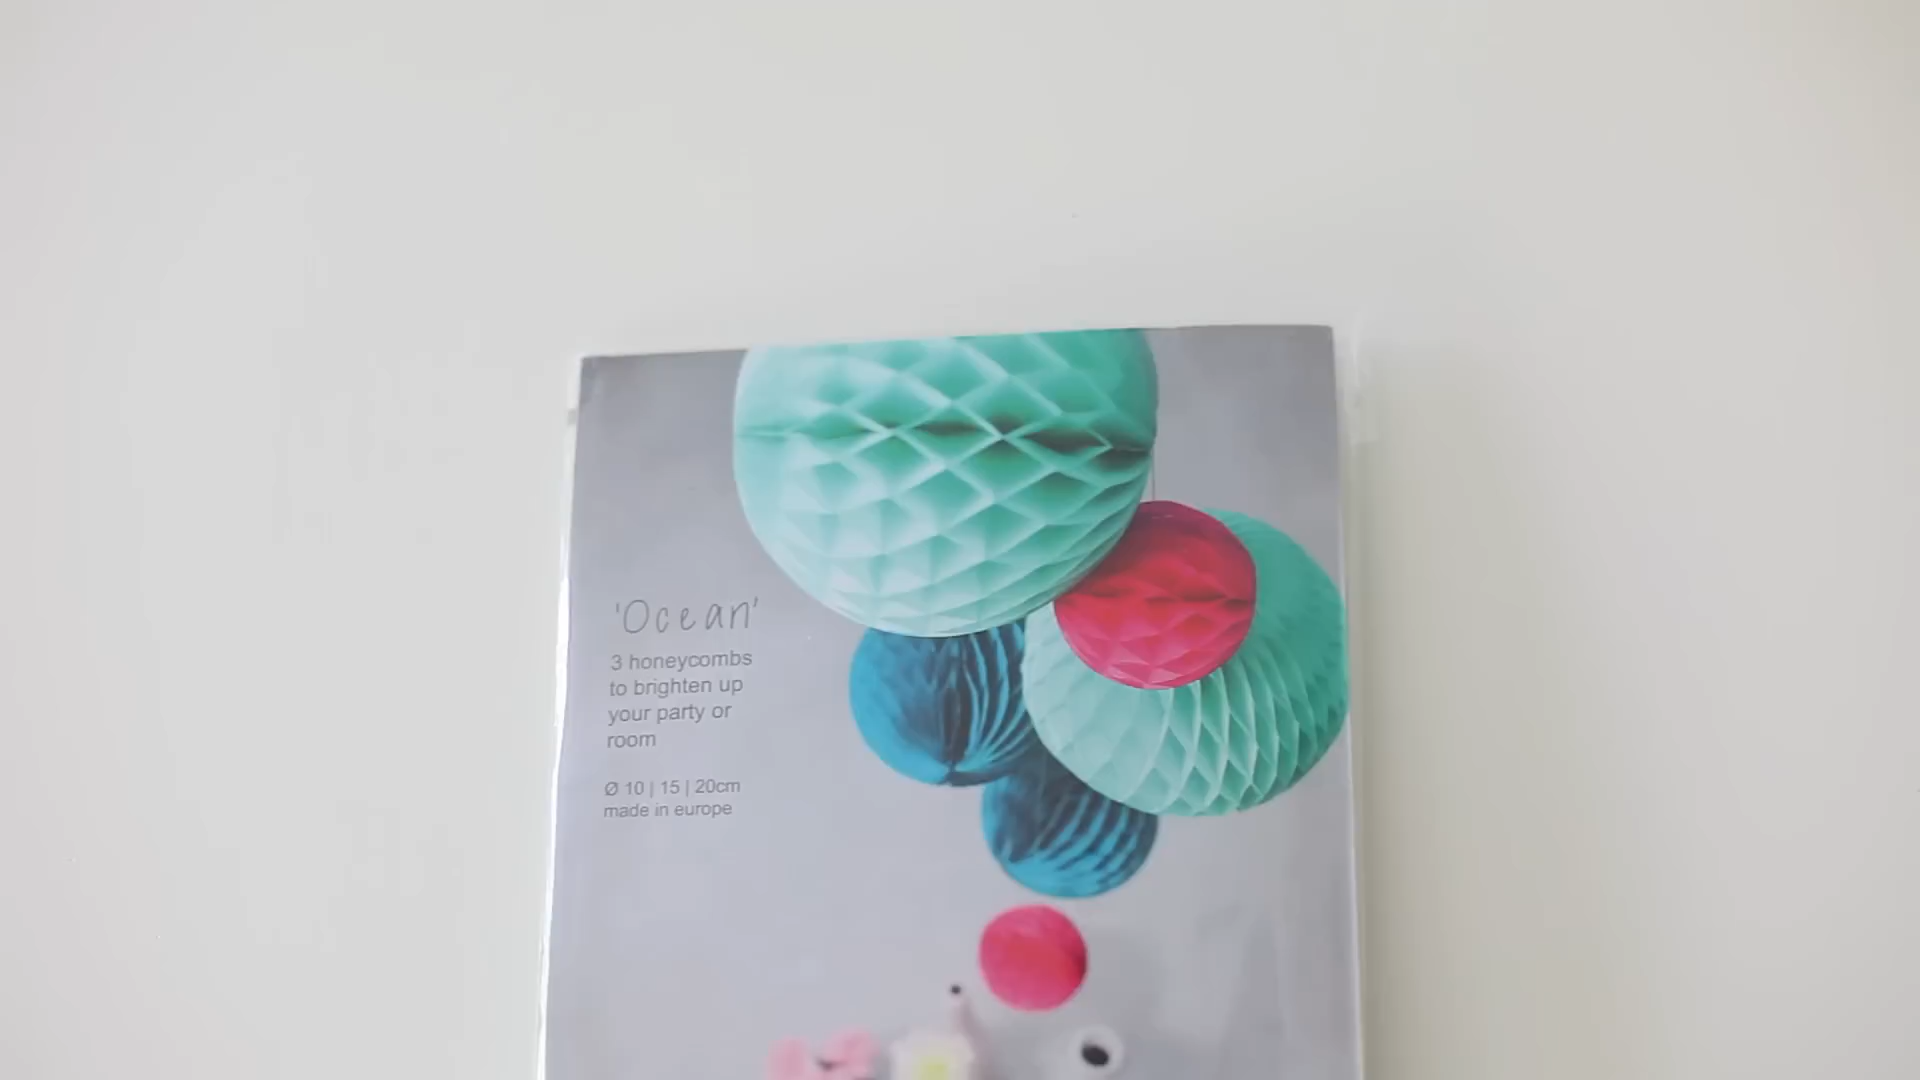 'Ocean'
3 honeycombs
to brighten up
your party or
room
Ø 10 | 15 | 20cm
made in europe